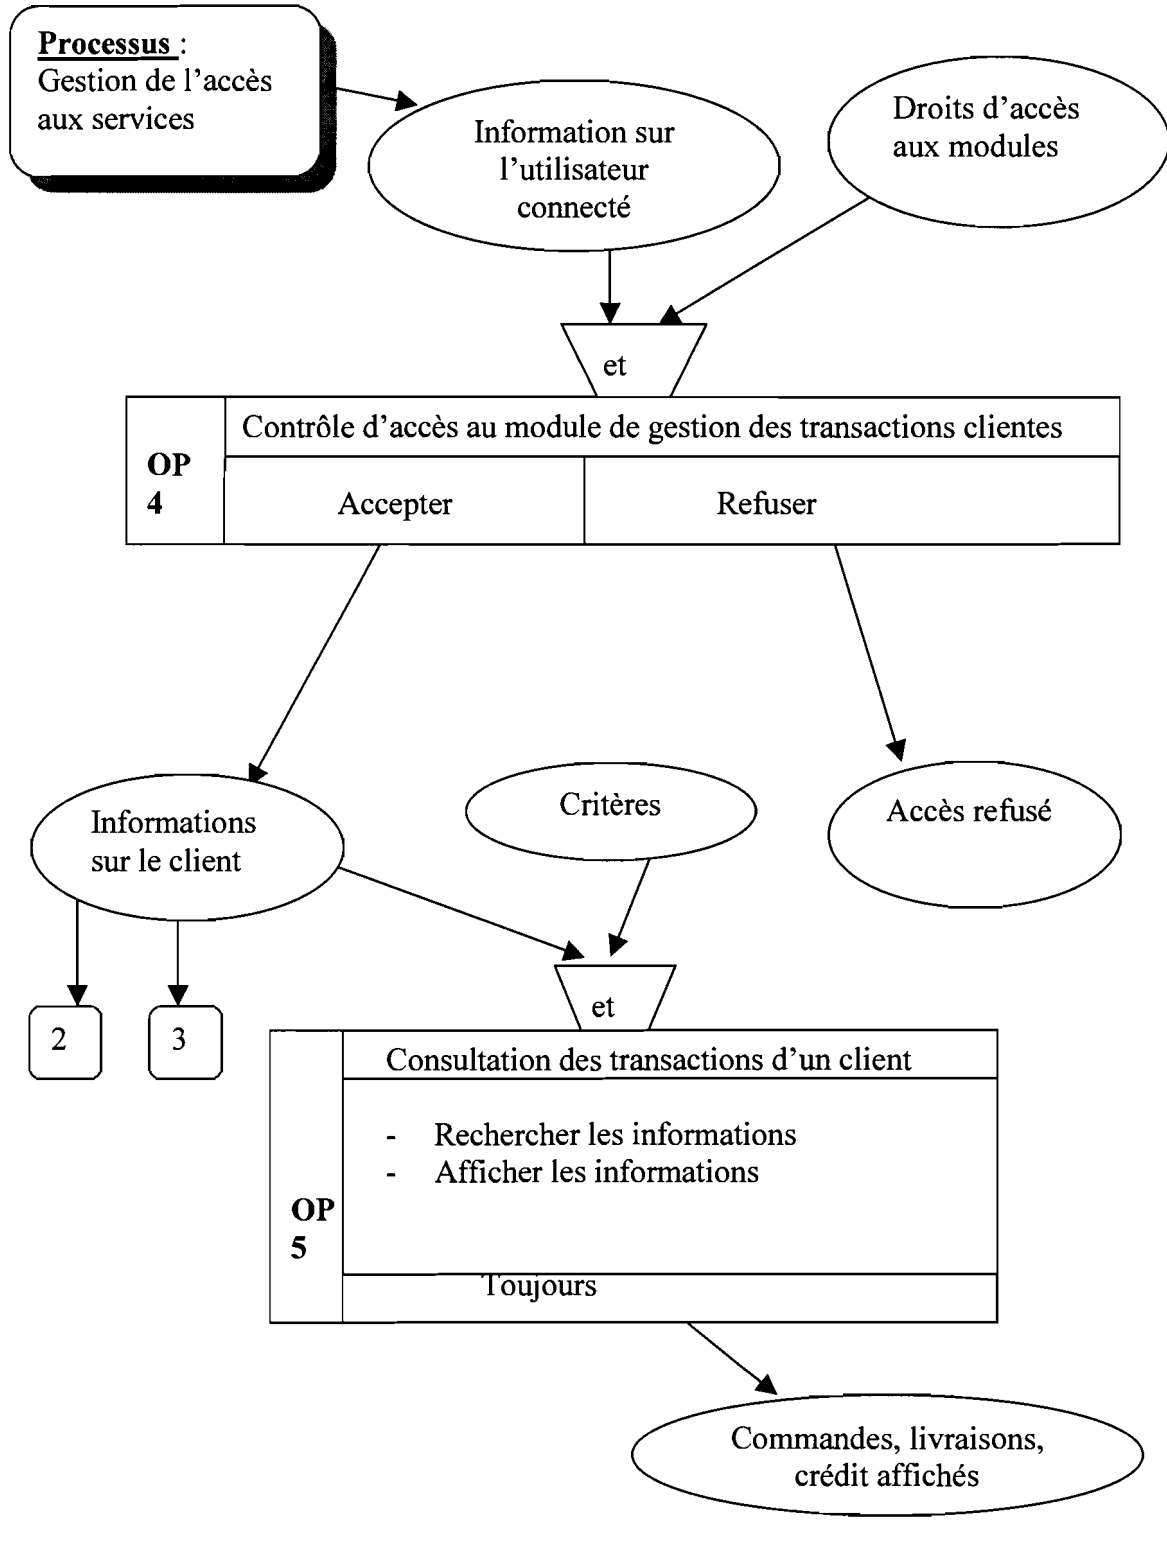 Processus :
Gestion de l'accès
aux services
Information sur
l'utilisateur
connecté
Droits d'accès
aux modules
et
Contrôle d'accès au module de gestion des transactions clientes
OP
4
Accepter
Refuser
Informations
sur le client
Critères
Accès refusé
2
3
et
Consultation des transactions d'un client
- Rechercher les informations
- Afficher les informations
OP
5
Toujours
Commandes, livraisons,
crédit affichés